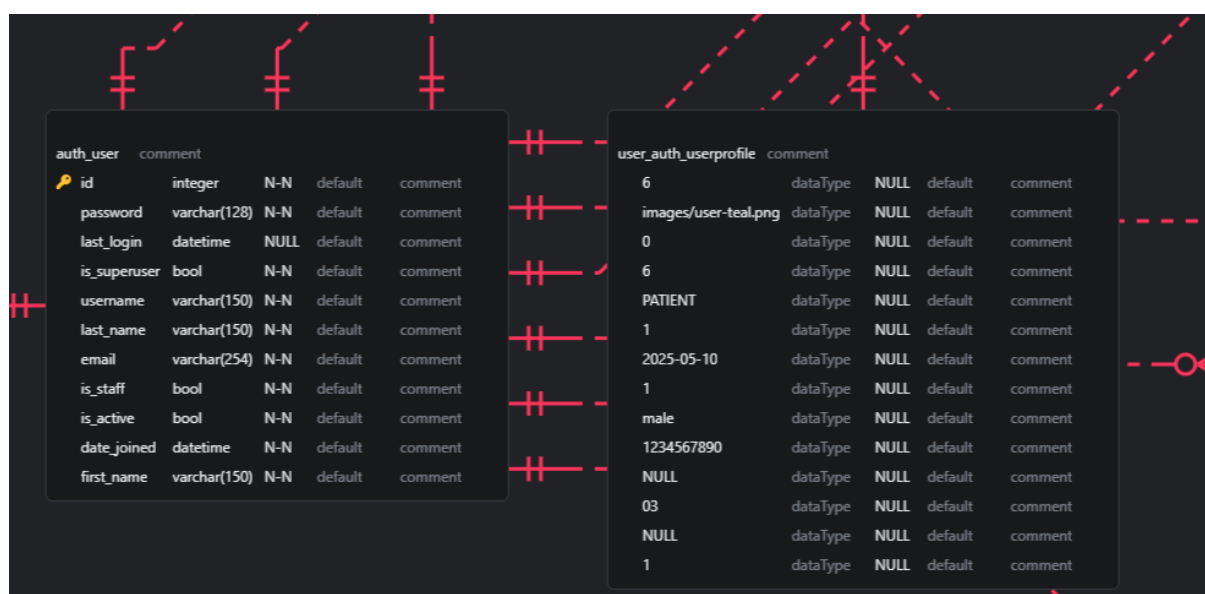 auth_user comment
id integer N-N default comment
password varchar(128) N-N default comment
last_login datetime NULL default comment
is_superuser bool N-N default comment
username varchar(150) N-N default comment
last_name varchar(150) N-N default comment
email varchar(254) N-N default comment
is_staff bool N-N default comment
is_active bool N-N default comment
date_joined datetime N-N default comment
first_name varchar(150) N-N default comment
user_auth_userprofile comment
6 dataType NULL default comment
images/user-teal.png dataType NULL default comment
0 dataType NULL default comment
6 dataType NULL default comment
PATIENT dataType NULL default comment
1 dataType NULL default comment
2025-05-10 dataType NULL default comment
1 dataType NULL default comment
male dataType NULL default comment
1234567890 dataType NULL default comment
NULL dataType NULL default comment
03 dataType NULL default comment
NULL dataType NULL default comment
1 dataType NULL default comment